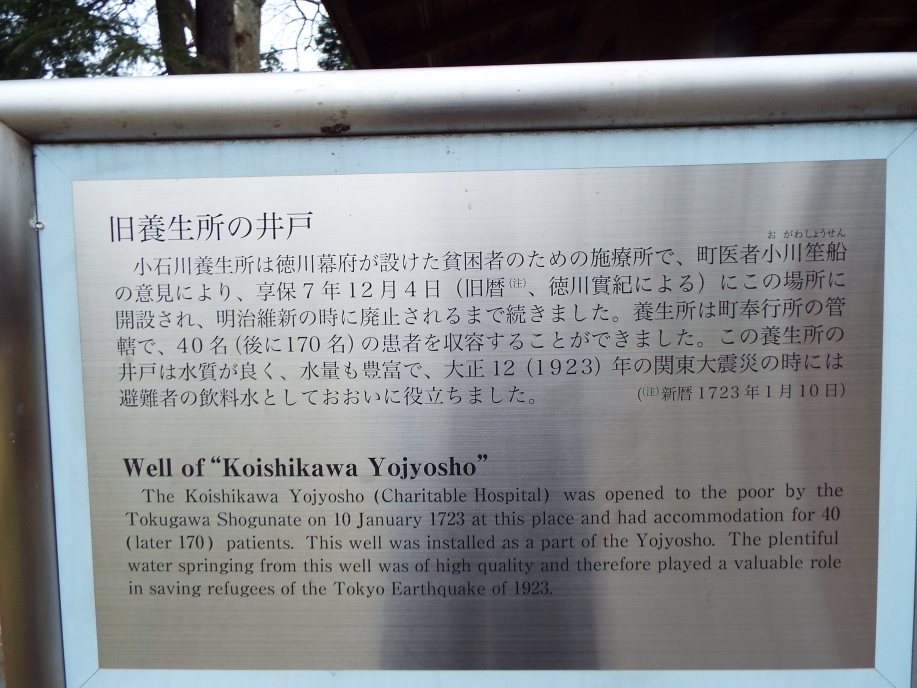 旧養生所の井戸
おがわしょうせん
小石川養生所は徳川幕府が設けた貧困者のための施療所で、町医者小川笙船
の意見により、享保7年12月4日（旧暦(注)、徳川實紀による）にこの場所に
開設され、明治維新の時に廃止されるまで続きました。養生所は町奉行所の管
轄で、40名（後に170名）の患者を収容することができました。この養生所の
井戸は水質が良く、水量も豊富で、大正12（1923）年の関東大震災の時には
避難者の飲料水としておおいに役立ちました。
(（注）新暦1723年1月10日)
Well of “Koishikawa Yojyosho”
The Koishikawa Yojyosho (Charitable Hospital) was opened to the poor by the
Tokugawa Shogunate on 10 January 1723 at this place and had accommodation for 40
(later 170) patients. This well was installed as a part of the Yojyosho. The plentiful
water springing from this well was of high quality and therefore played a valuable role
in saving refugees of the Tokyo Earthquake of 1923.